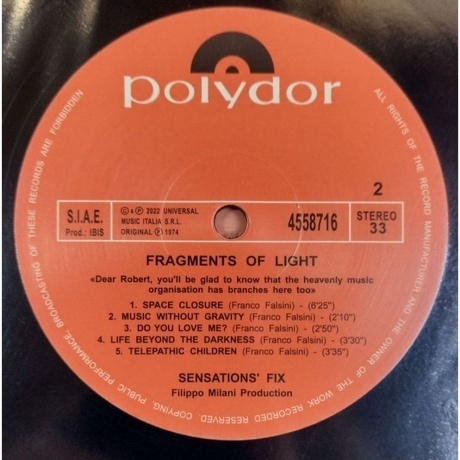 polydor
2
S.I.A.E.
Prod.: IBIS
© & ℗ 2022 UNIVERSAL
MUSIC ITALIA S.R.L.
ORIGINAL ℗ 1974
4558716
STEREO
33
FRAGMENTS OF LIGHT
«Dear Robert, you'll be glad to know that the heavenly music
organisation has branches here too»
1. SPACE CLOSURE (Franco Falsini) - (6'25")
2. MUSIC WITHOUT GRAVITY (Franco Falsini) - (2'10")
3. DO YOU LOVE ME? (Franco Falsini) - (2'50")
4. LIFE BEYOND THE DARKNESS (Franco Falsini) - (3'30")
5. TELEPATHIC CHILDREN (Franco Falsini) - (3'35")
SENSATIONS' FIX
Filippo Milani Production
ALL RIGHTS OF THE RECORD MANUFACTURER AND THE OWNER OF THE WORK RECORDED RESERVED. COPYING, PUBLIC PERFORMANCE, BROADCASTING OF THESE RECORDS ARE FORBIDDEN